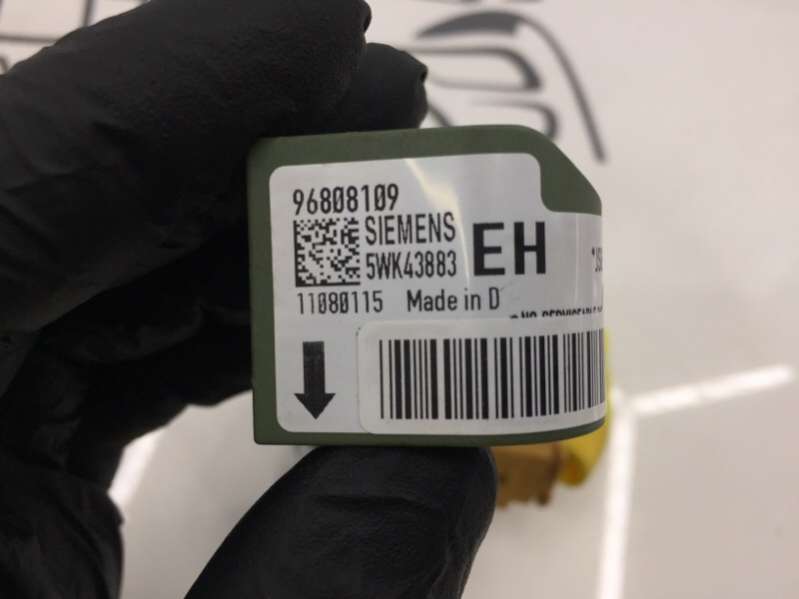 96808109
SIEMENS
5WK43883
EH
11080115 Made in D